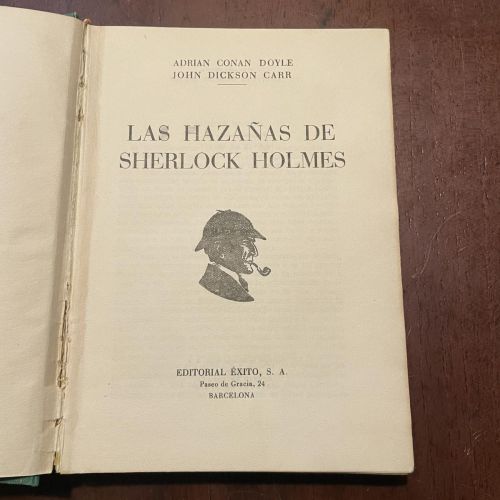 ADRIAN CONAN DOYLE
JOHN DICKSON CARR
LAS HAZAÑAS DE
SHERLOCK HOLMES
EDITORIAL ÉXITO, S. A.
Paseo de Gracia, 24
BARCELONA